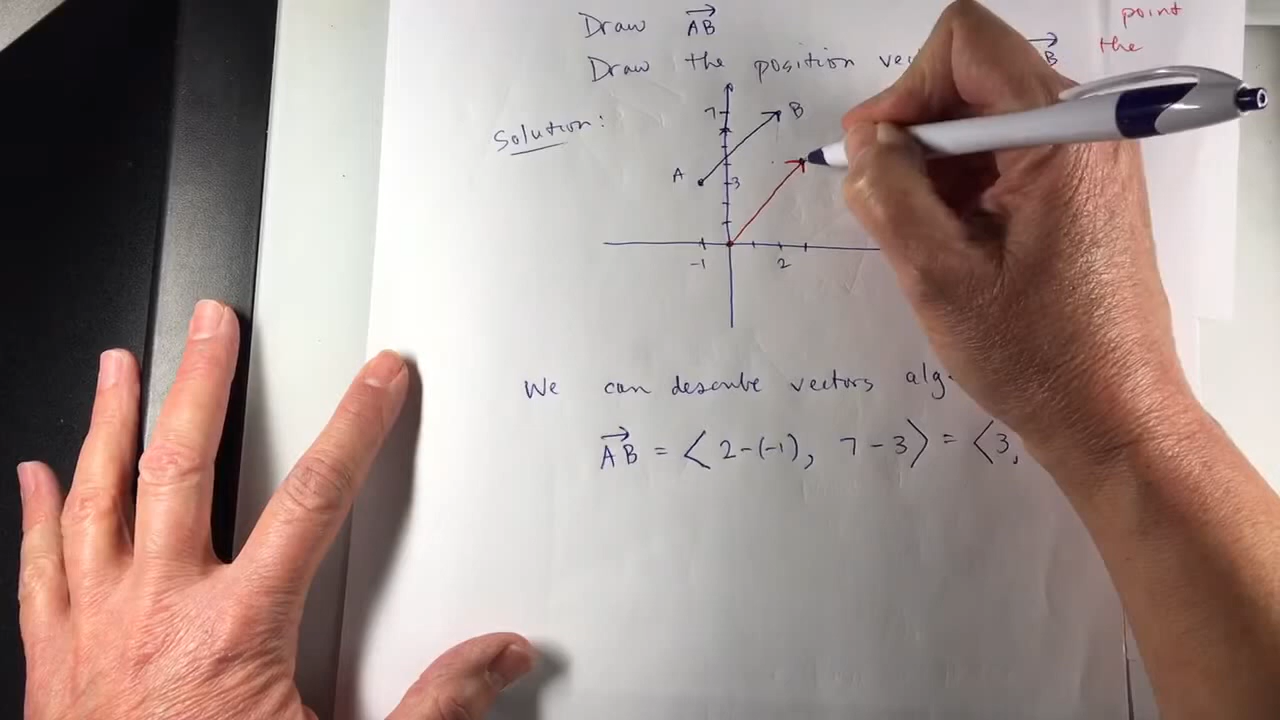 point
Draw AB
Draw the position B the
7 B
Solution:
A 3
-1 2
We can describe vectors alg
AB = ⟨2-(-1), 7-3⟩ = ⟨3,